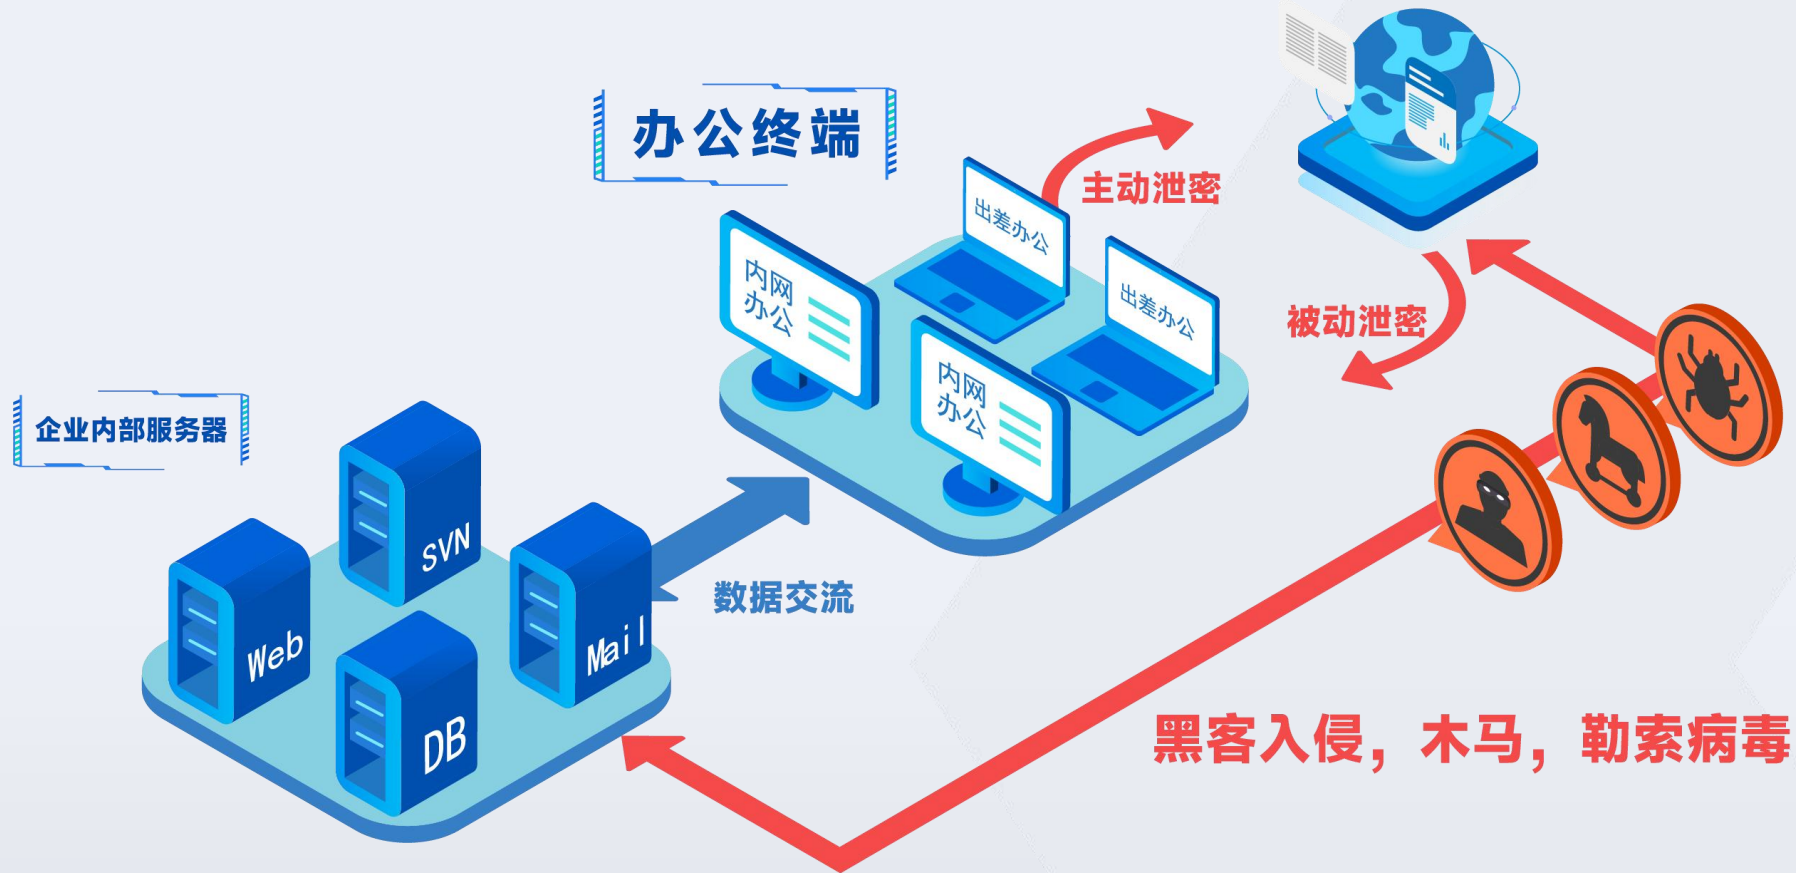 办公终端
主动泄密
出差办公
内网
办公
出差办公
被动泄密
内网
办公
企业内部服务器
SVN
数据交流
Web
Mail
DB
黑客入侵，木马，勒索病毒